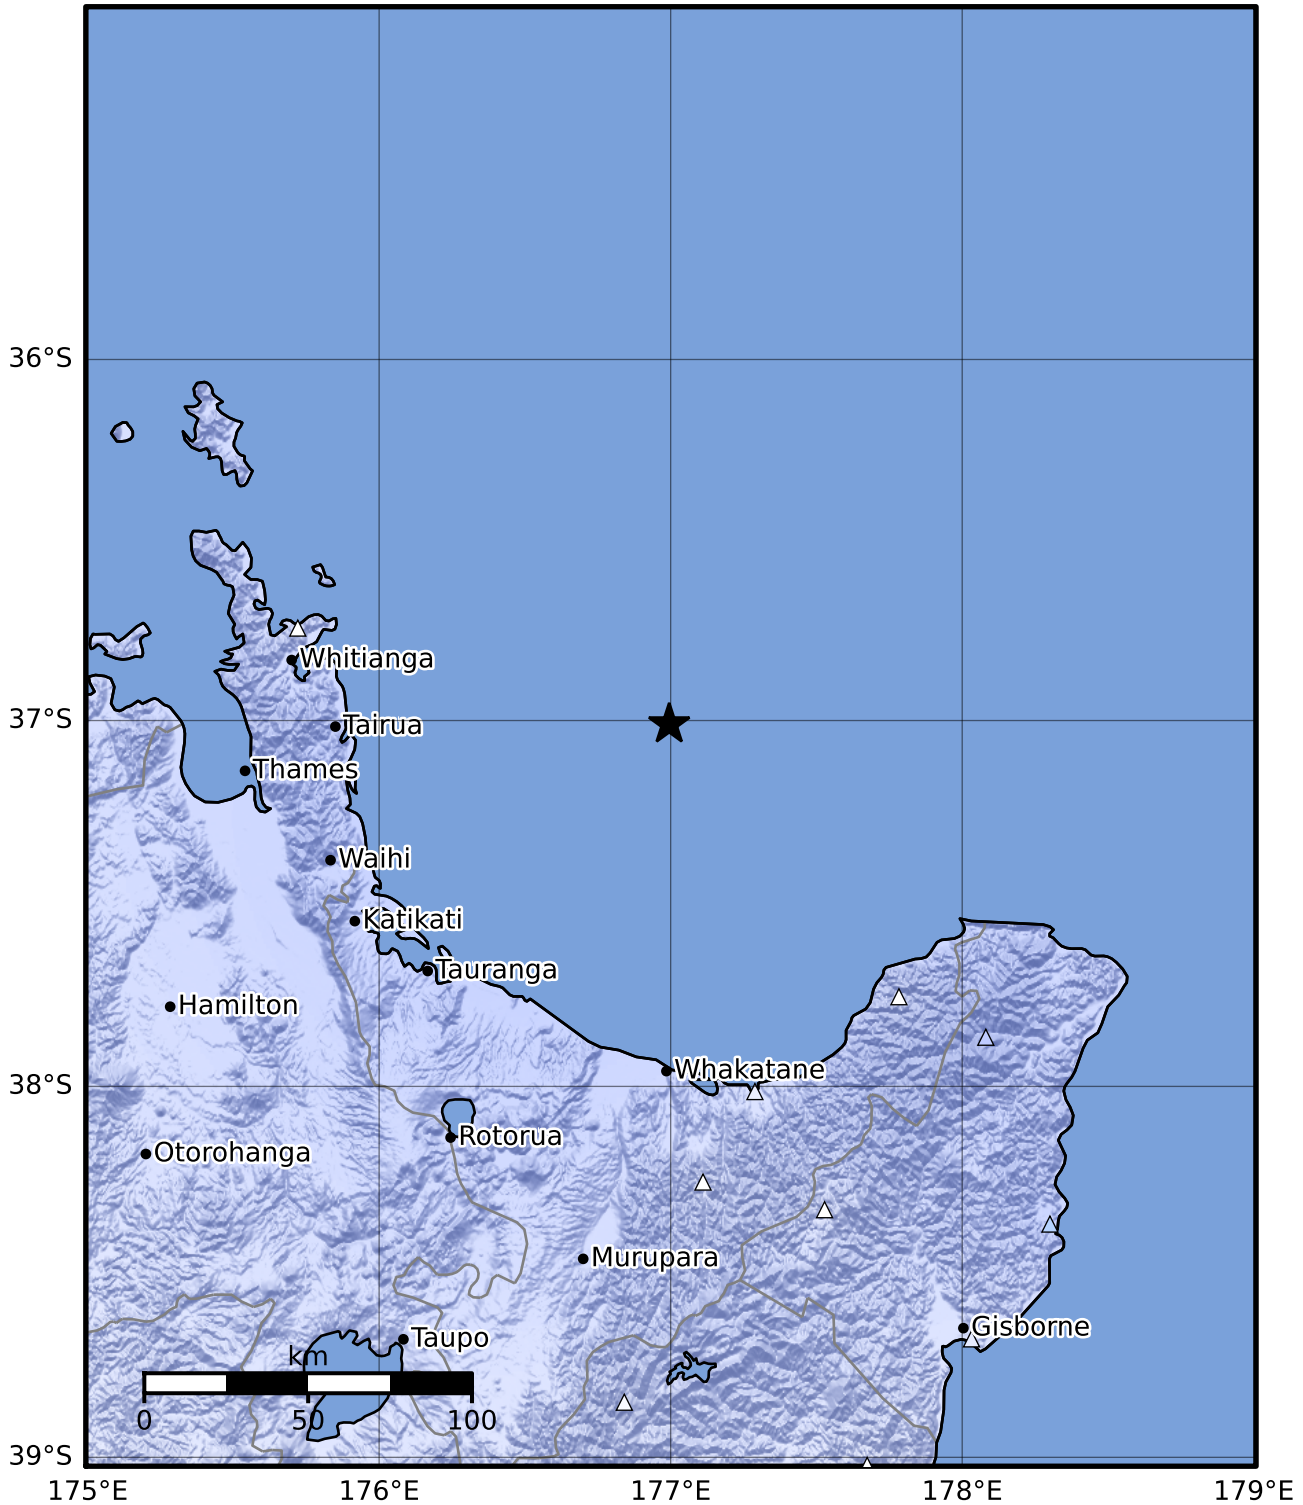 36°S
Whitianga
37°S
Tairua
Thames
Waihi
Katikati
Tauranga
Hamilton
Whakatane
38°S
Rotorua
Otorohanga
Murupara
Gisborne
Taupo
km
0 50 100
39°S
175°E 176°E 177°E 178°E 179°E